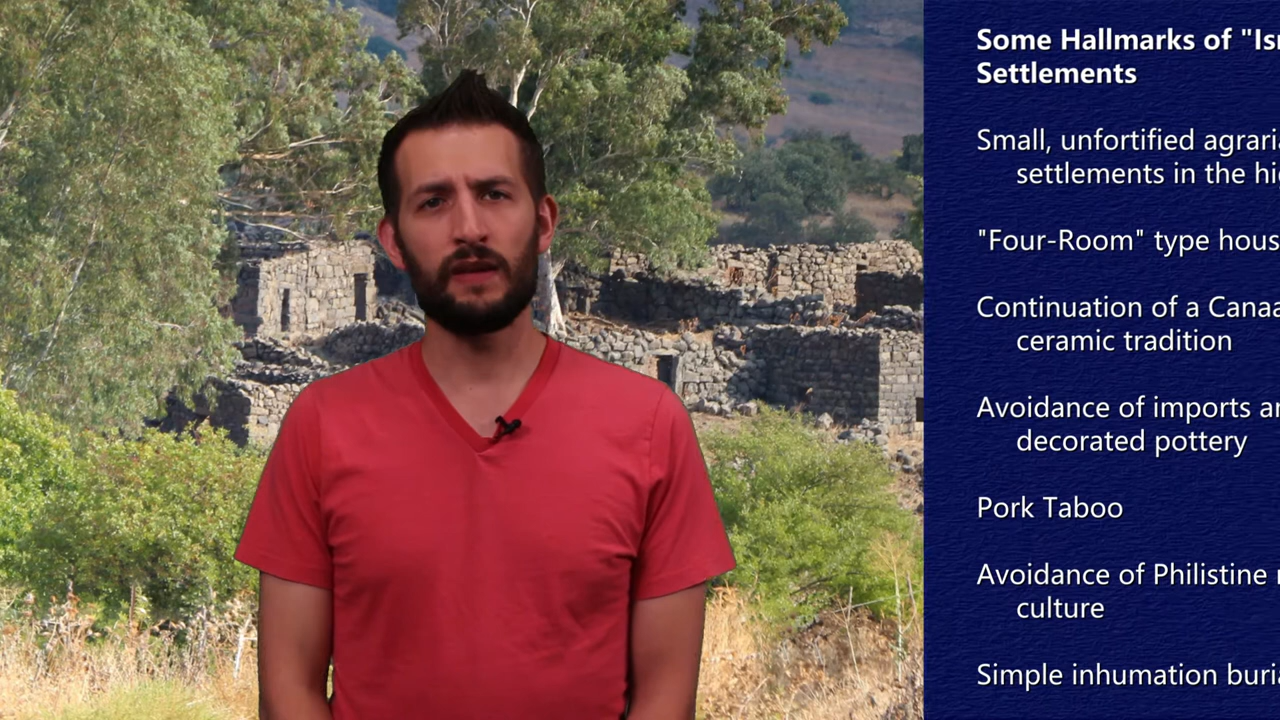 Some Hallmarks of "Isr
Settlements
Small, unfortified agraria
settlements in the hi
"Four-Room" type hous
Continuation of a Canaa
ceramic tradition
Avoidance of imports an
decorated pottery
Pork Taboo
Avoidance of Philistine
culture
Simple inhumation buria